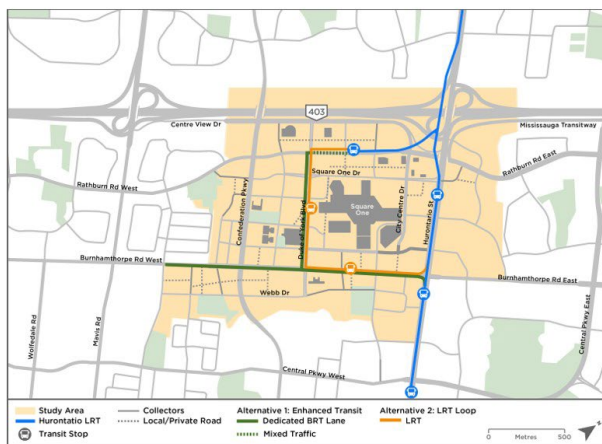 403
Centre View Dr
Mississauga Transitway
Rathburn Rd East
Square One Dr
Rathburn Rd West
Confederation Pkwy
Duke of York Blvd
Square
One
City Centre Dr
Hurontario St
Burnhamthorpe Rd West
Burnhamthorpe Rd East
Webb Dr
Wolfedale Rd
Mavis Rd
Central Pkwy West
Central Pkwy East
Study Area
Hurontatio LRT
Transit Stop
Collectors
Local/Private Road
Alternative 1: Enhanced Transit
Dedicated BRT Lane
Mixed Traffic
Alternative 2: LRT Loop
LRT
0 Metres 500